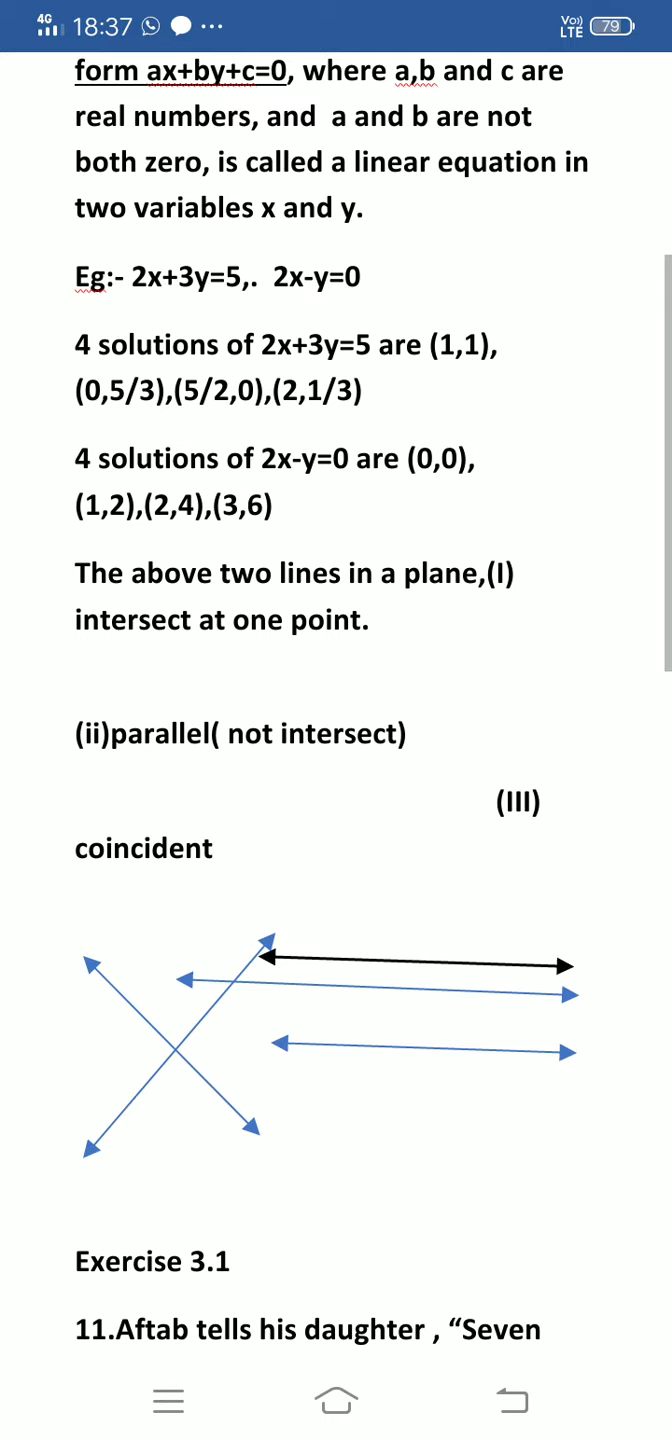 4G 18:37 ... Vo)) LTE 79
form ax+by+c=0, where a,b and c are
real numbers, and  a and b are not
both zero, is called a linear equation in
two variables x and y.
Eg:- 2x+3y=5,.  2x-y=0
4 solutions of 2x+3y=5 are (1,1),
(0,5/3),(5/2,0),(2,1/3)
4 solutions of 2x-y=0 are (0,0),
(1,2),(2,4),(3,6)
The above two lines in a plane,(I)
intersect at one point.
(ii)parallel( not intersect)
(III)
coincident
Exercise 3.1
11.Aftab tells his daughter , “Seven